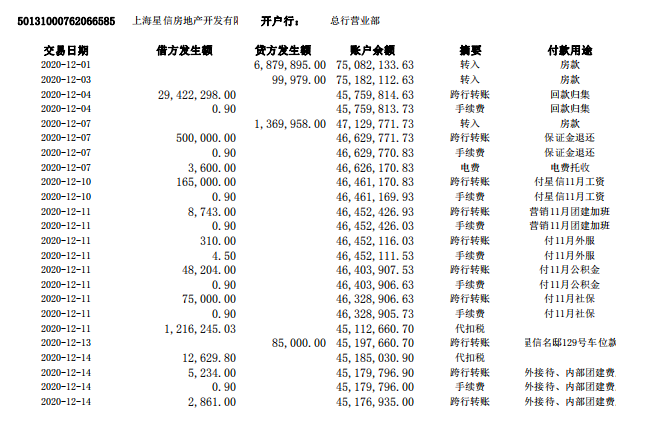 50131000762066585 上海星信房地产开发有限 开户行： 总行营业部
交易日期 借方发生额 贷方发生额 账户余额 摘要 付款用途
2020-12-01 6,879,895.00 75,082,133.63 转入 房款
2020-12-03 99,979.00 75,182,112.63 转入 房款
2020-12-04 29,422,298.00 45,759,814.63 跨行转账 回款归集
2020-12-04 0.90 45,759,813.73 手续费 回款归集
2020-12-07 1,369,958.00 47,129,771.73 转入 房款
2020-12-07 500,000.00 46,629,771.73 跨行转账 保证金退还
2020-12-07 0.90 46,629,770.83 手续费 保证金退还
2020-12-07 3,600.00 46,626,170.83 电费 电费托收
2020-12-10 165,000.00 46,461,170.83 跨行转账 付星信11月工资
2020-12-10 0.90 46,461,169.93 手续费 付星信11月工资
2020-12-11 8,743.00 46,452,426.93 跨行转账 营销11月团建加班
2020-12-11 0.90 46,452,426.03 手续费 营销11月团建加班
2020-12-11 310.00 46,452,116.03 跨行转账 付11月外服
2020-12-11 4.50 46,452,111.53 手续费 付11月外服
2020-12-11 48,204.00 46,403,907.53 跨行转账 付11月公积金
2020-12-11 0.90 46,403,906.63 手续费 付11月公积金
2020-12-11 75,000.00 46,328,906.63 跨行转账 付11月社保
2020-12-11 0.90 46,328,905.73 手续费 付11月社保
2020-12-11 1,216,245.03 45,112,660.70 代扣税
2020-12-13 85,000.00 45,197,660.70 跨行转账 星信名邸129号车位款
2020-12-14 12,629.80 45,185,030.90 代扣税
2020-12-14 5,234.00 45,179,796.90 跨行转账 外接待、内部团建费
2020-12-14 0.90 45,179,796.00 手续费 外接待、内部团建费
2020-12-14 2,861.00 45,176,935.00 跨行转账 外接待、内部团建费